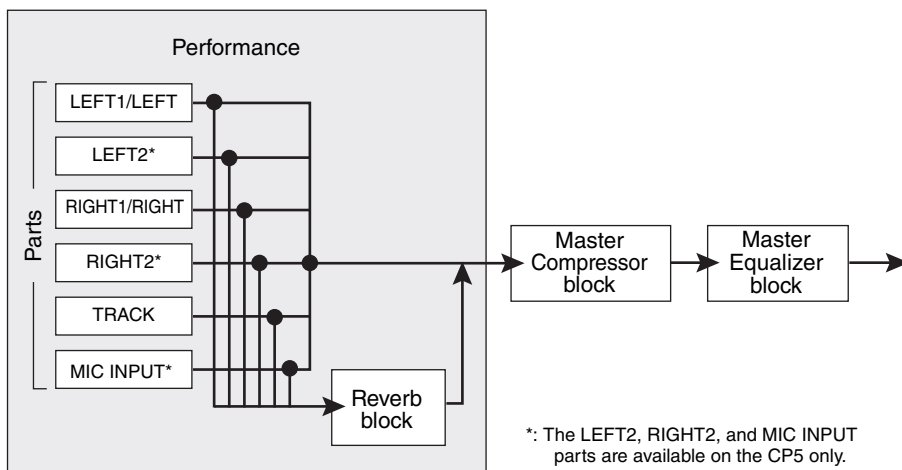 Performance
Parts
LEFT1/LEFT
LEFT2*
RIGHT1/RIGHT
RIGHT2*
TRACK
MIC INPUT*
Reverb
block
Master
Compressor
block
Master
Equalizer
block
*: The LEFT2, RIGHT2, and MIC INPUT
parts are available on the CP5 only.